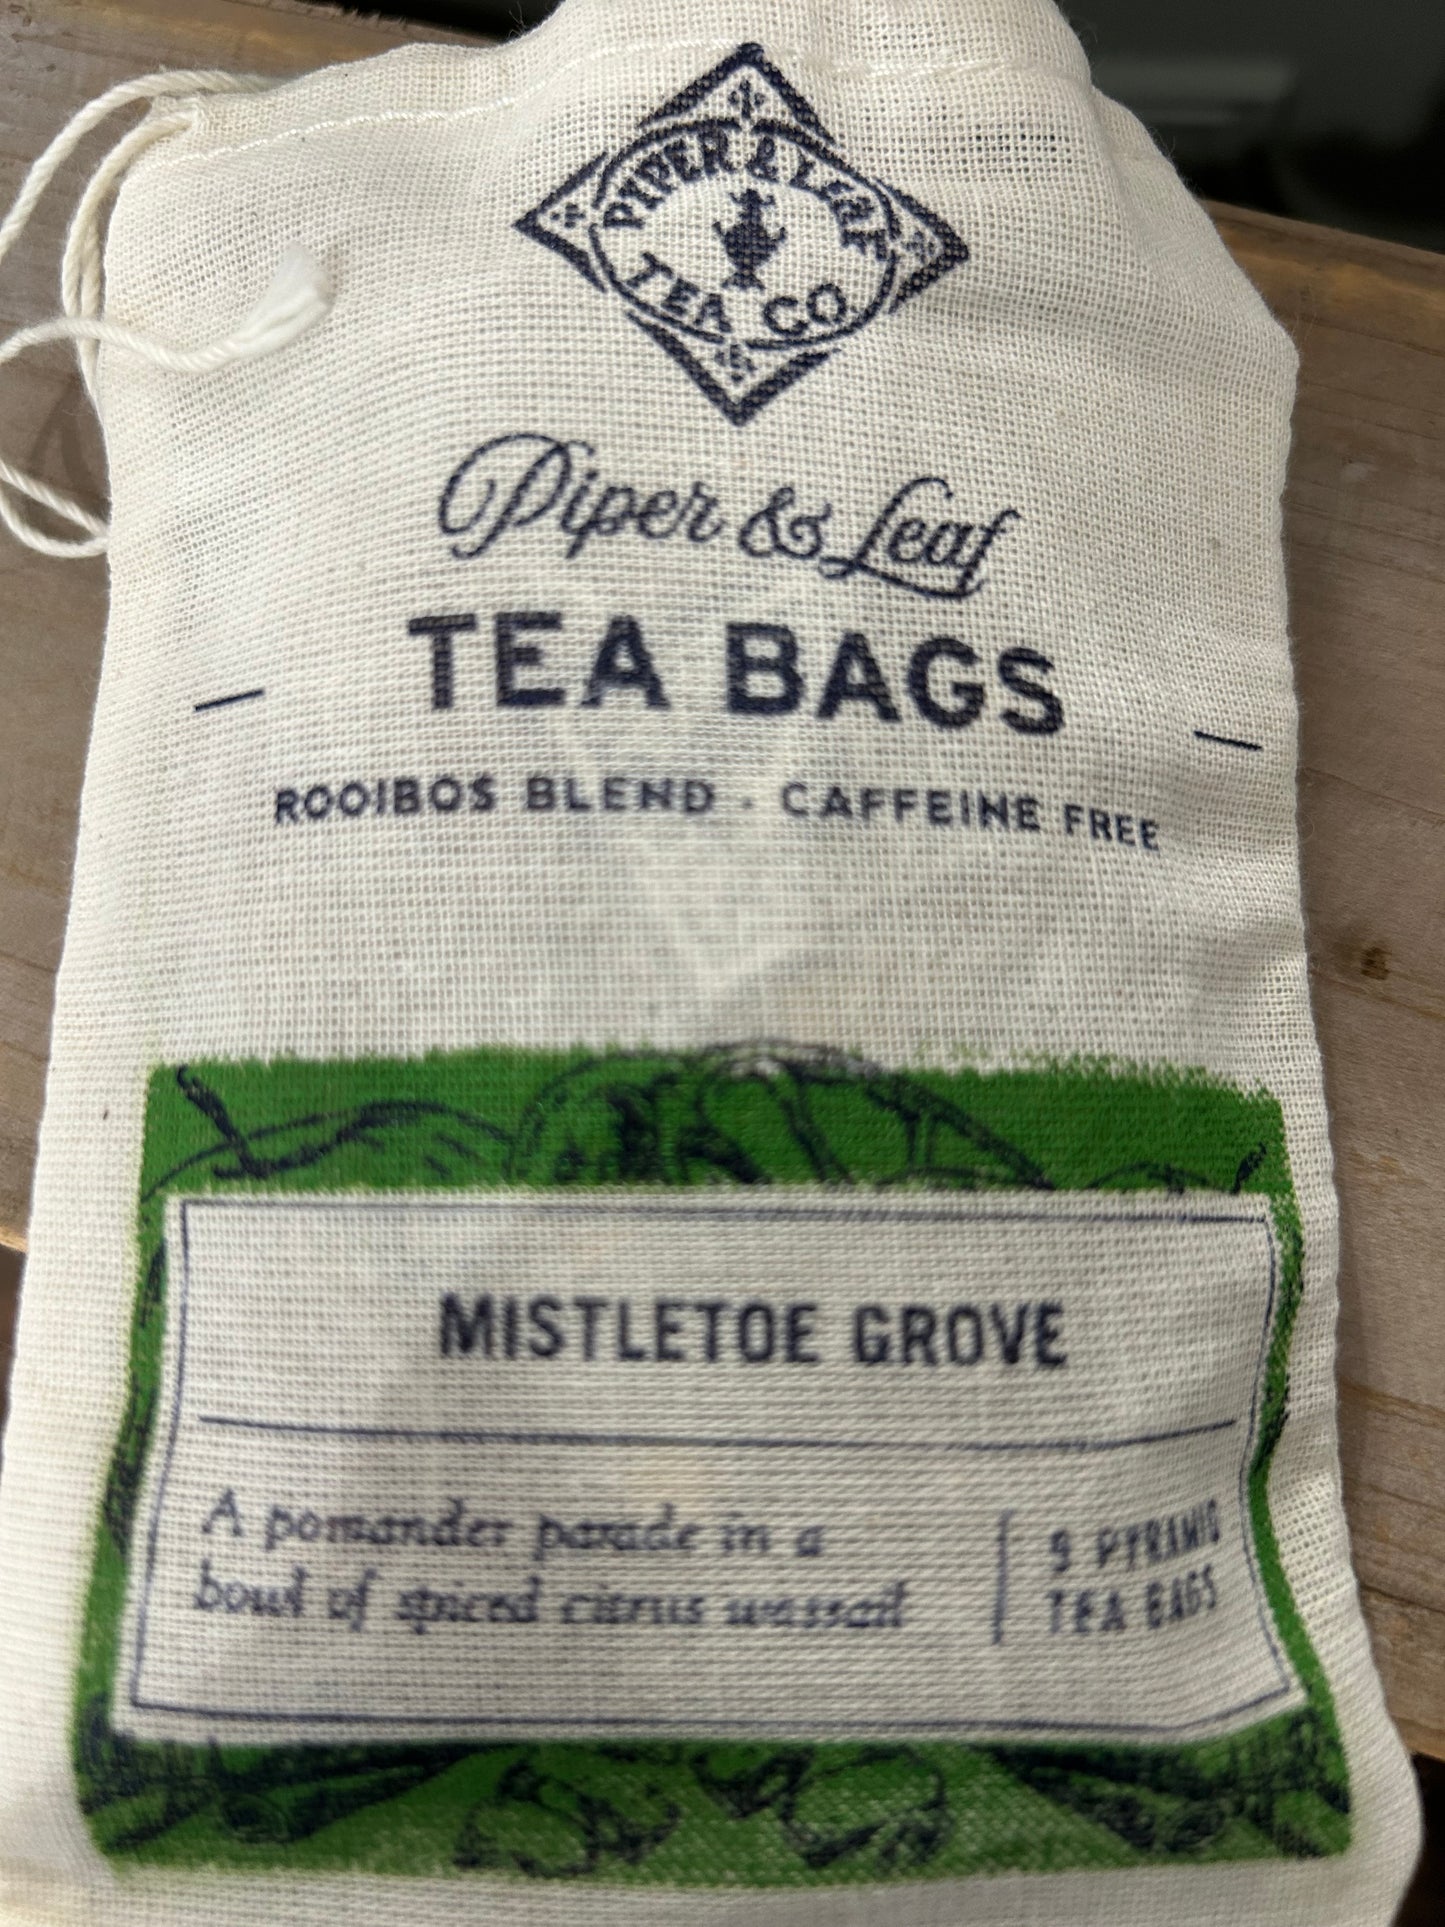 PIPER & LEAF
TEA CO
Piper & Leaf
TEA BAGS
ROOIBOS BLEND · CAFFEINE FREE
MISTLETOE GROVE
A pomander parade in a
bowl of spiced citrus wassail
9 PYRAMID
TEA BAGS